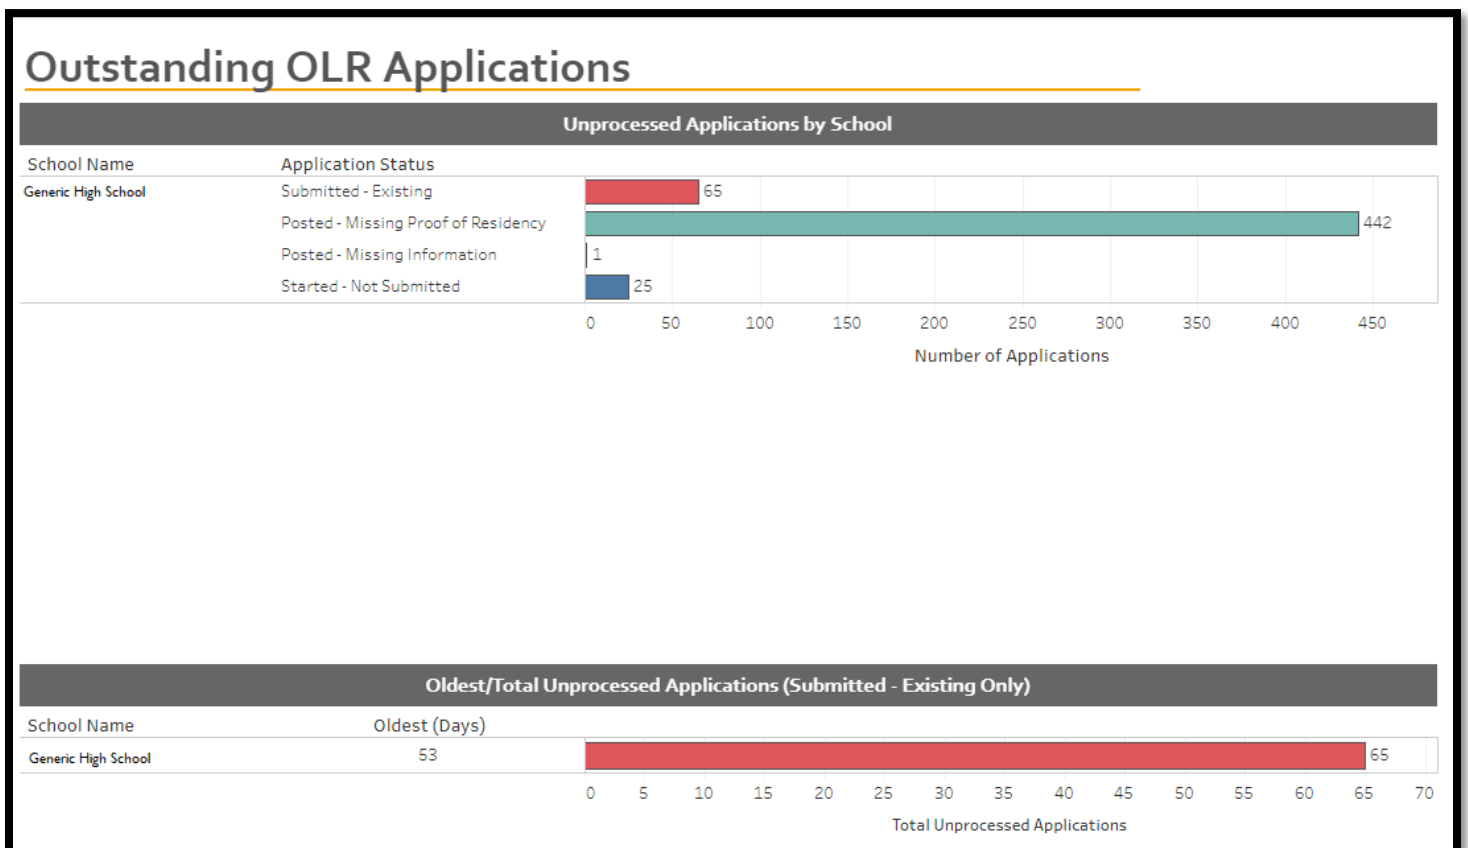 Outstanding OLR Applications
Unprocessed Applications by School
School Name Application Status
Generic High School Submitted - Existing 65
Posted - Missing Proof of Residency 442
Posted - Missing Information 1
Started - Not Submitted 25
0 50 100 150 200 250 300 350 400 450
Number of Applications
Oldest/Total Unprocessed Applications (Submitted - Existing Only)
School Name Oldest (Days)
Generic High School 53 65
0 5 10 15 20 25 30 35 40 45 50 55 60 65 70
Total Unprocessed Applications